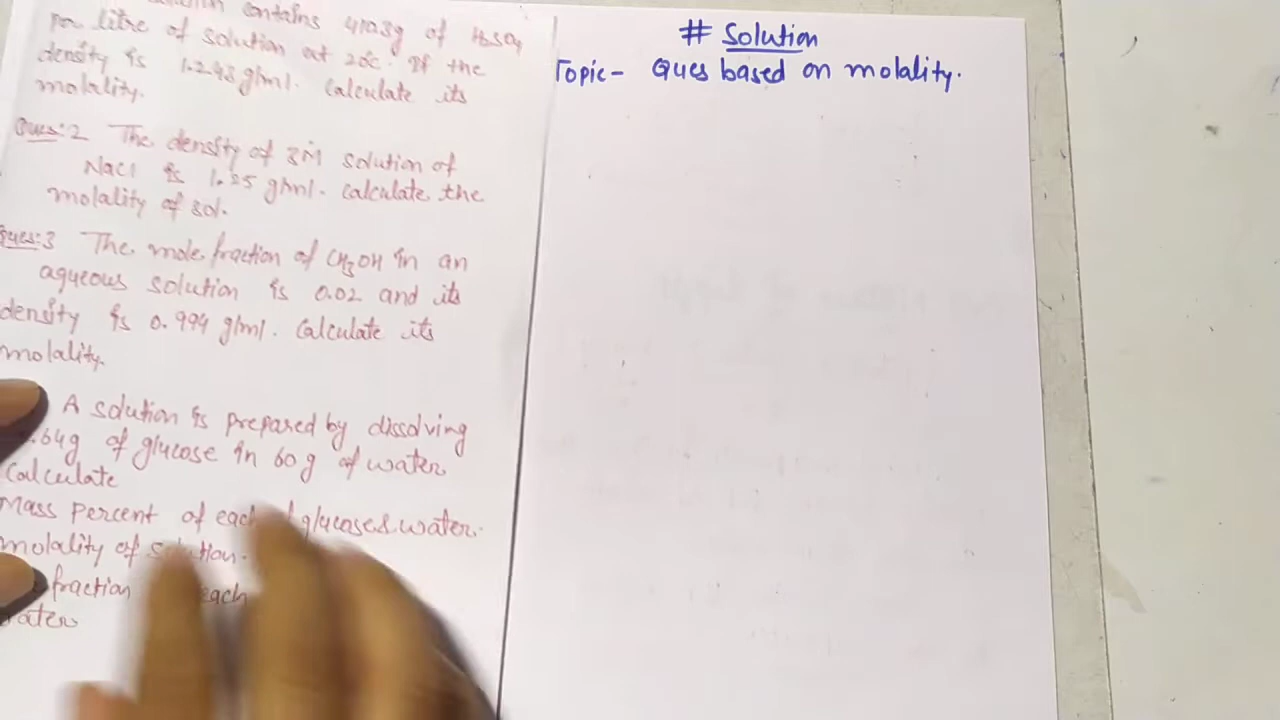 contains 410.3g of H₂SO₄
per litre of solution at 20c. If the
density is 1.243 g/ml. Calculate its
molality.
Ques:2 The density of 3M solution of
NaCl is 1.25 g/ml. calculate the
molality of sol.
Ques:3 The mole fraction of CH₃OH in an
aqueous solution is 0.02 and its
density is 0.994 g/ml. Calculate its
molality.
A solution is prepared by dissolving
.64g of glucose in 60 g of water
Calculate
Mass percent of each glucose & water.
molality of solution.
fraction each
water
# Solution
Topic- Ques based on molality.